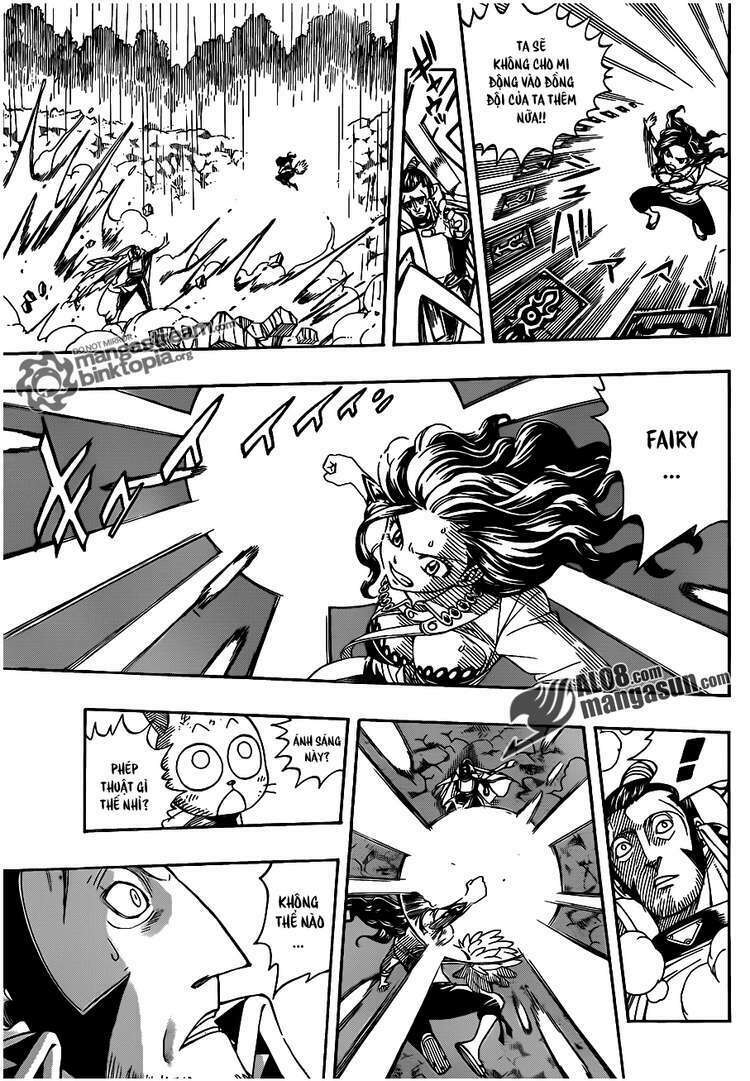 TA SẼ
KHÔNG CHO MI
ĐỘNG VÀO ĐỒNG
ĐỘI CỦA TA THÊM
NỮA!!
DO NOT MIRROR
mangastream.com
binktopia.org
FAIRY
...
AL08.com
mangasun.com
!
ÁNH SÁNG
NÀY?
PHÉP
THUẬT GÌ
THẾ NHỈ?
KHÔNG
THỂ NÀO
...